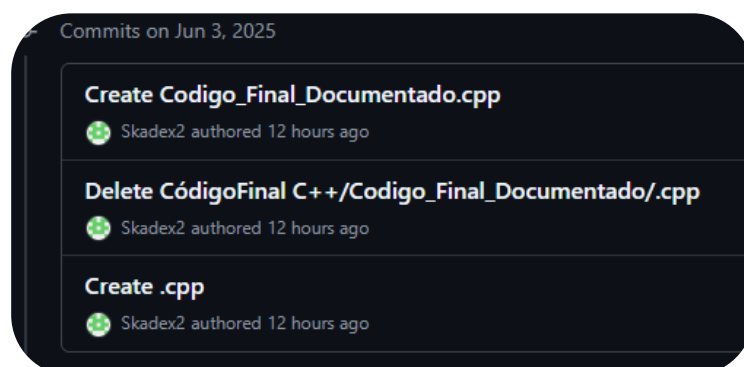 Commits on Jun 3, 2025
Create Codigo_Final_Documentado.cpp
Skadex2 authored 12 hours ago
Delete CódigoFinal C++/Codigo_Final_Documentado/.cpp
Skadex2 authored 12 hours ago
Create .cpp
Skadex2 authored 12 hours ago